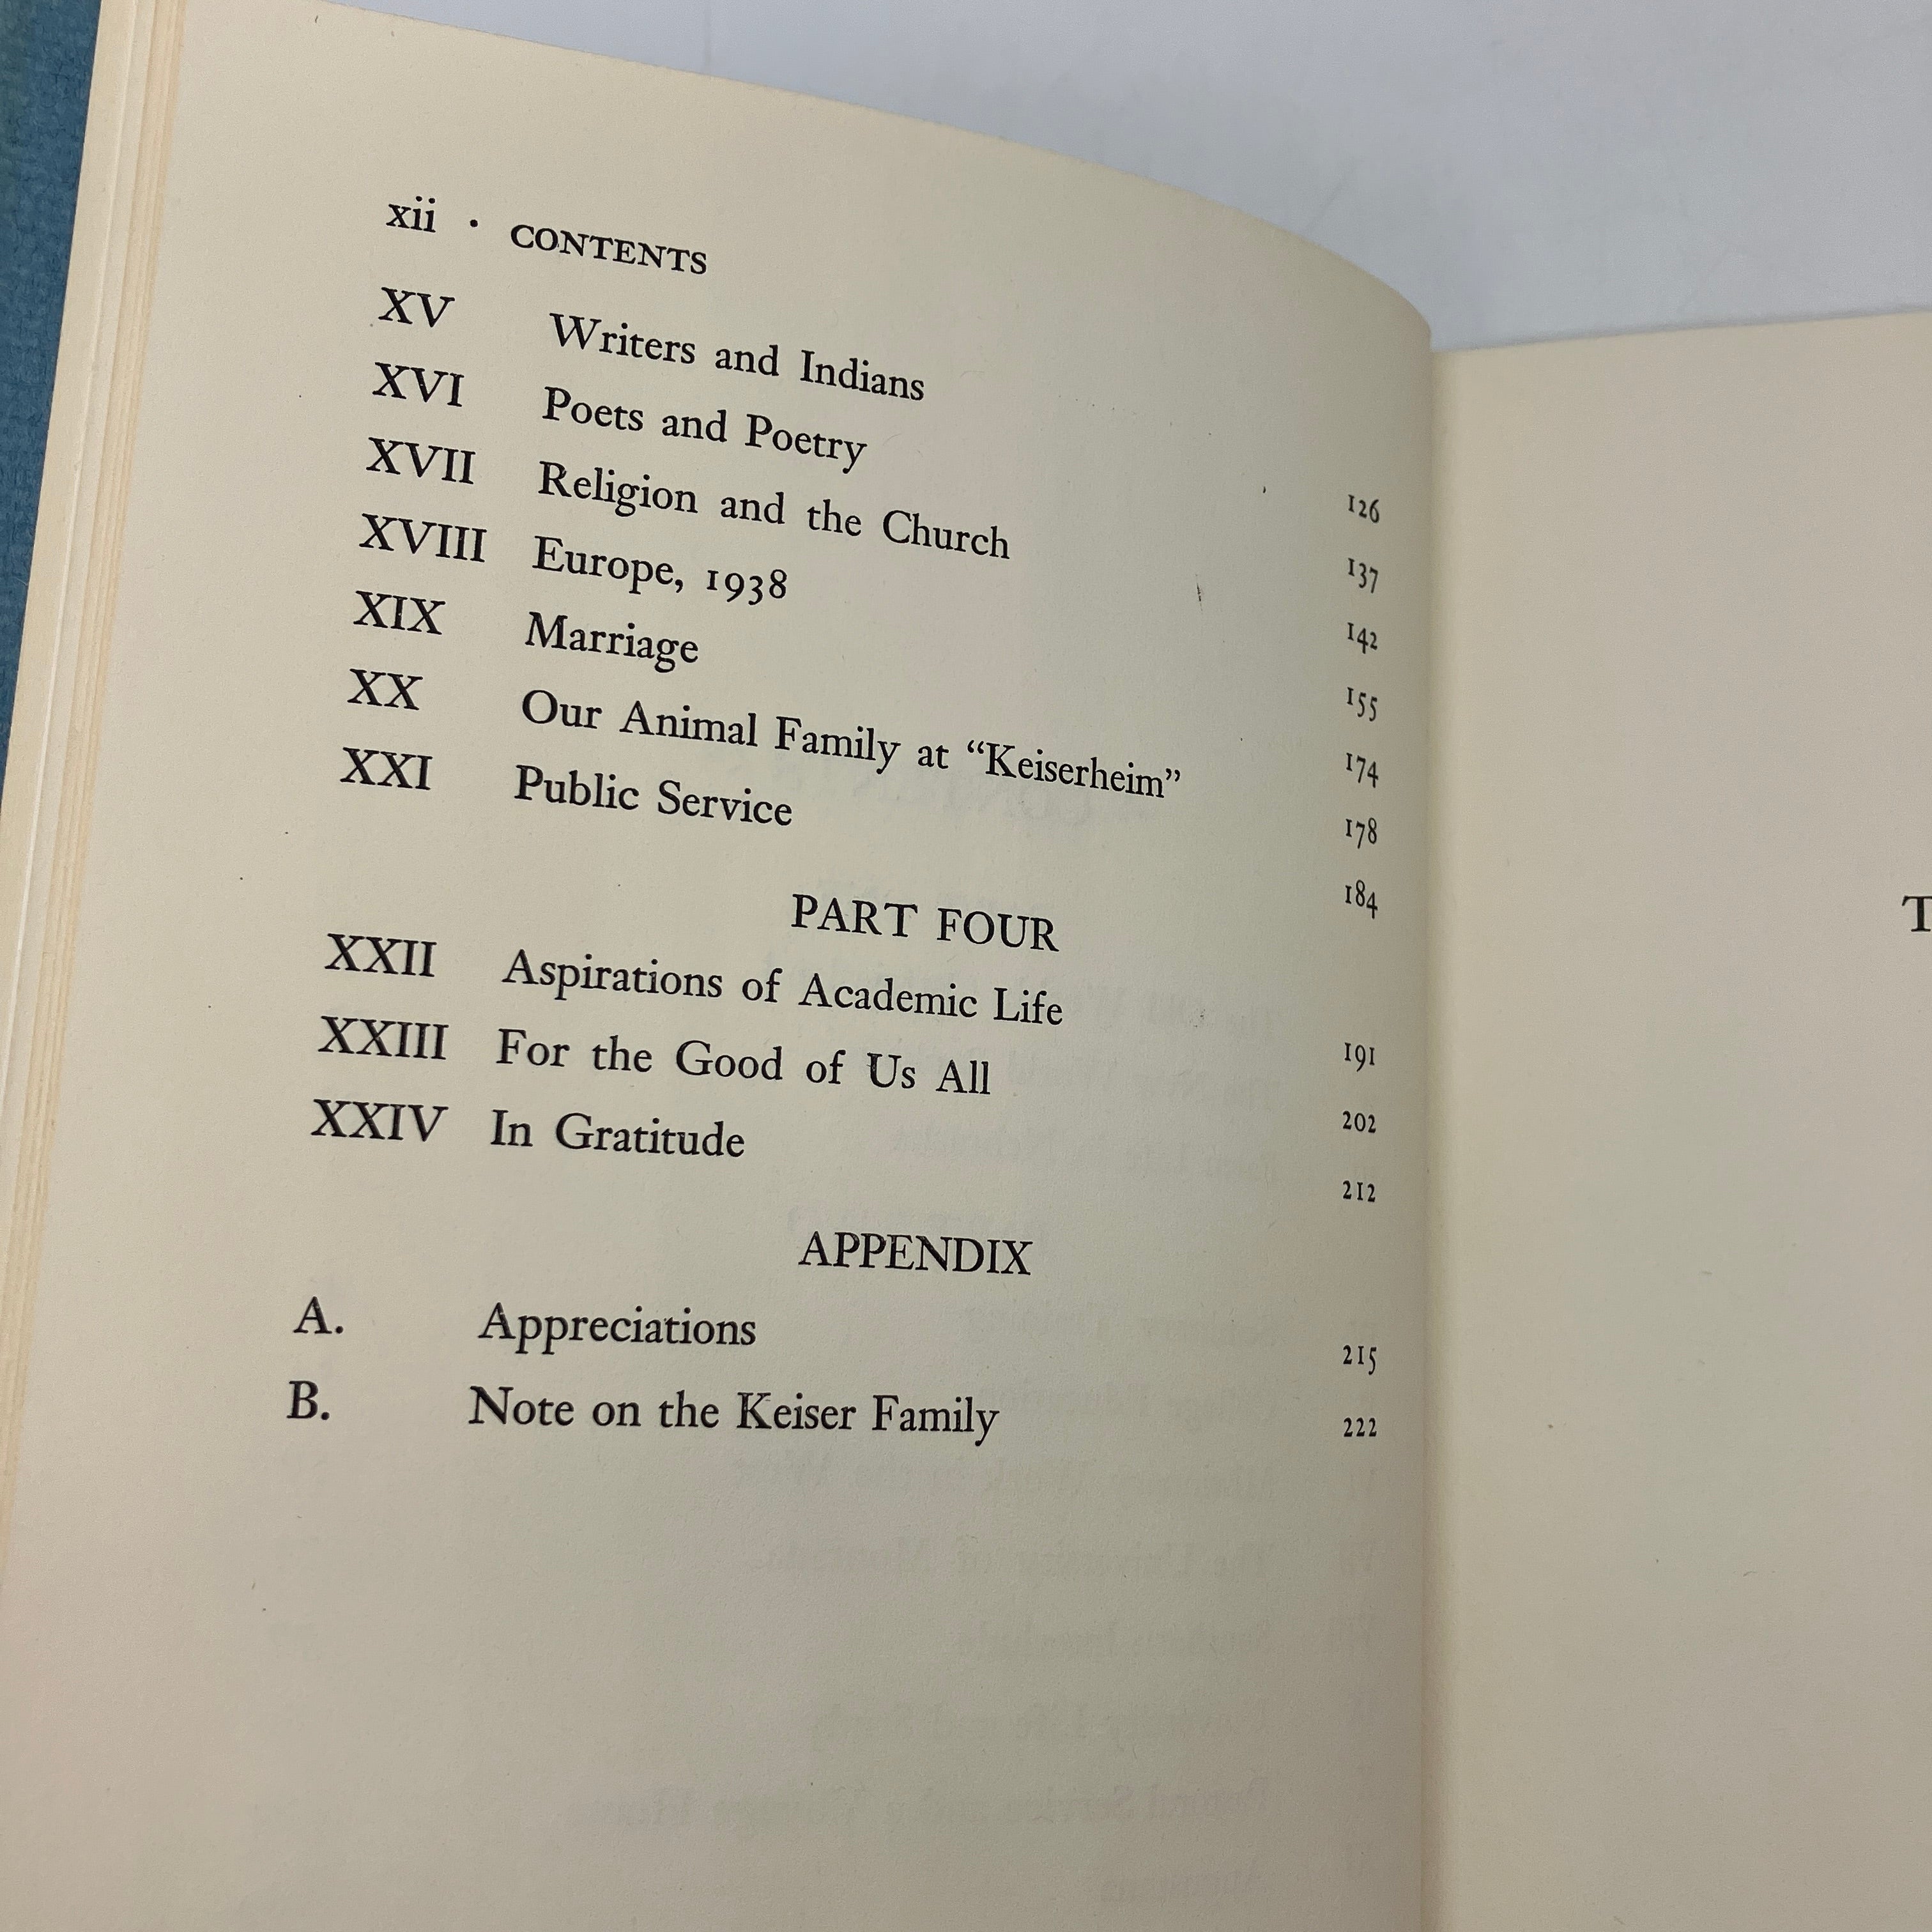 xii · CONTENTS
XV Writers and Indians 126
XVI Poets and Poetry 137
XVII Religion and the Church 142
XVIII Europe, 1938 155
XIX Marriage 174
XX Our Animal Family at “Keiserheim” 178
XXI Public Service 184
PART FOUR
XXII Aspirations of Academic Life 191
XXIII For the Good of Us All 202
XXIV In Gratitude 212
APPENDIX
A. Appreciations 215
B. Note on the Keiser Family 222
T